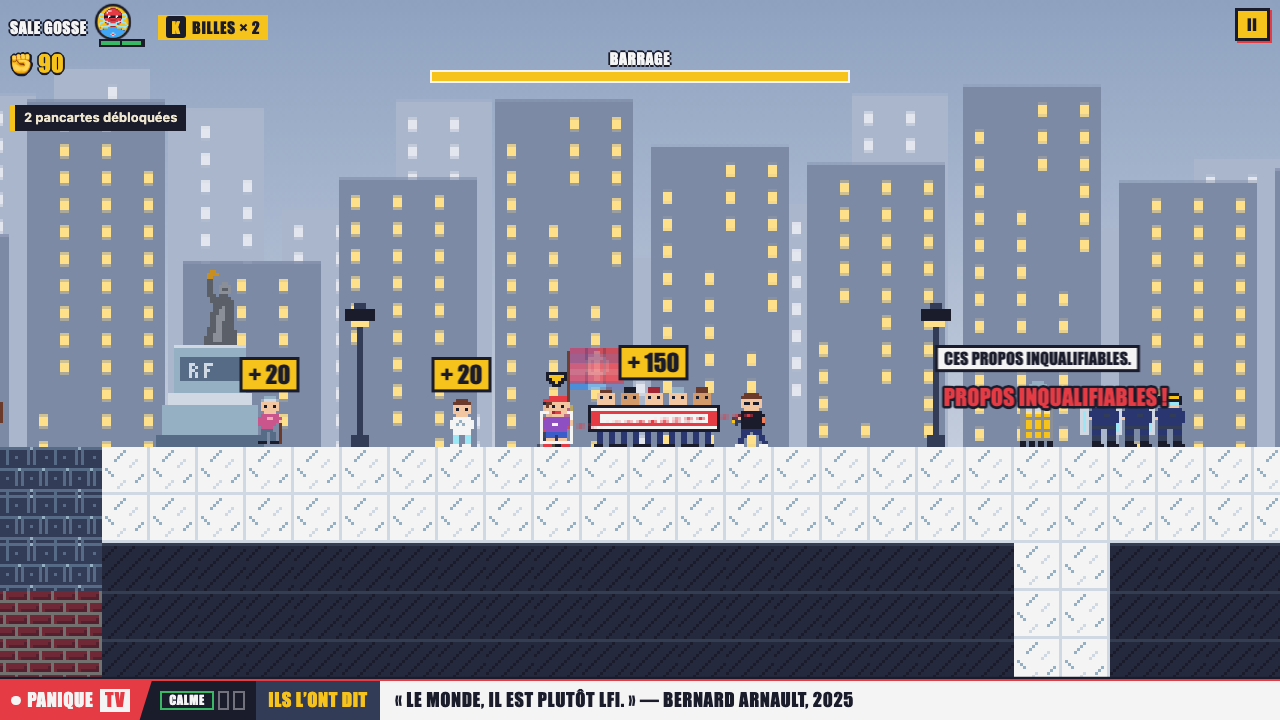 SALE GOSSE
K BILLES × 2
90
BARRAGE
2 pancartes débloquées
RF
+ 20
+ 20
+ 150
CES PROPOS INQUALIFIABLES.
PROPOS INQUALIFIABLES !
PANIQUE TV
CALME
ILS L'ONT DIT
« LE MONDE, IL EST PLUTÔT LFI. » — BERNARD ARNAULT, 2025